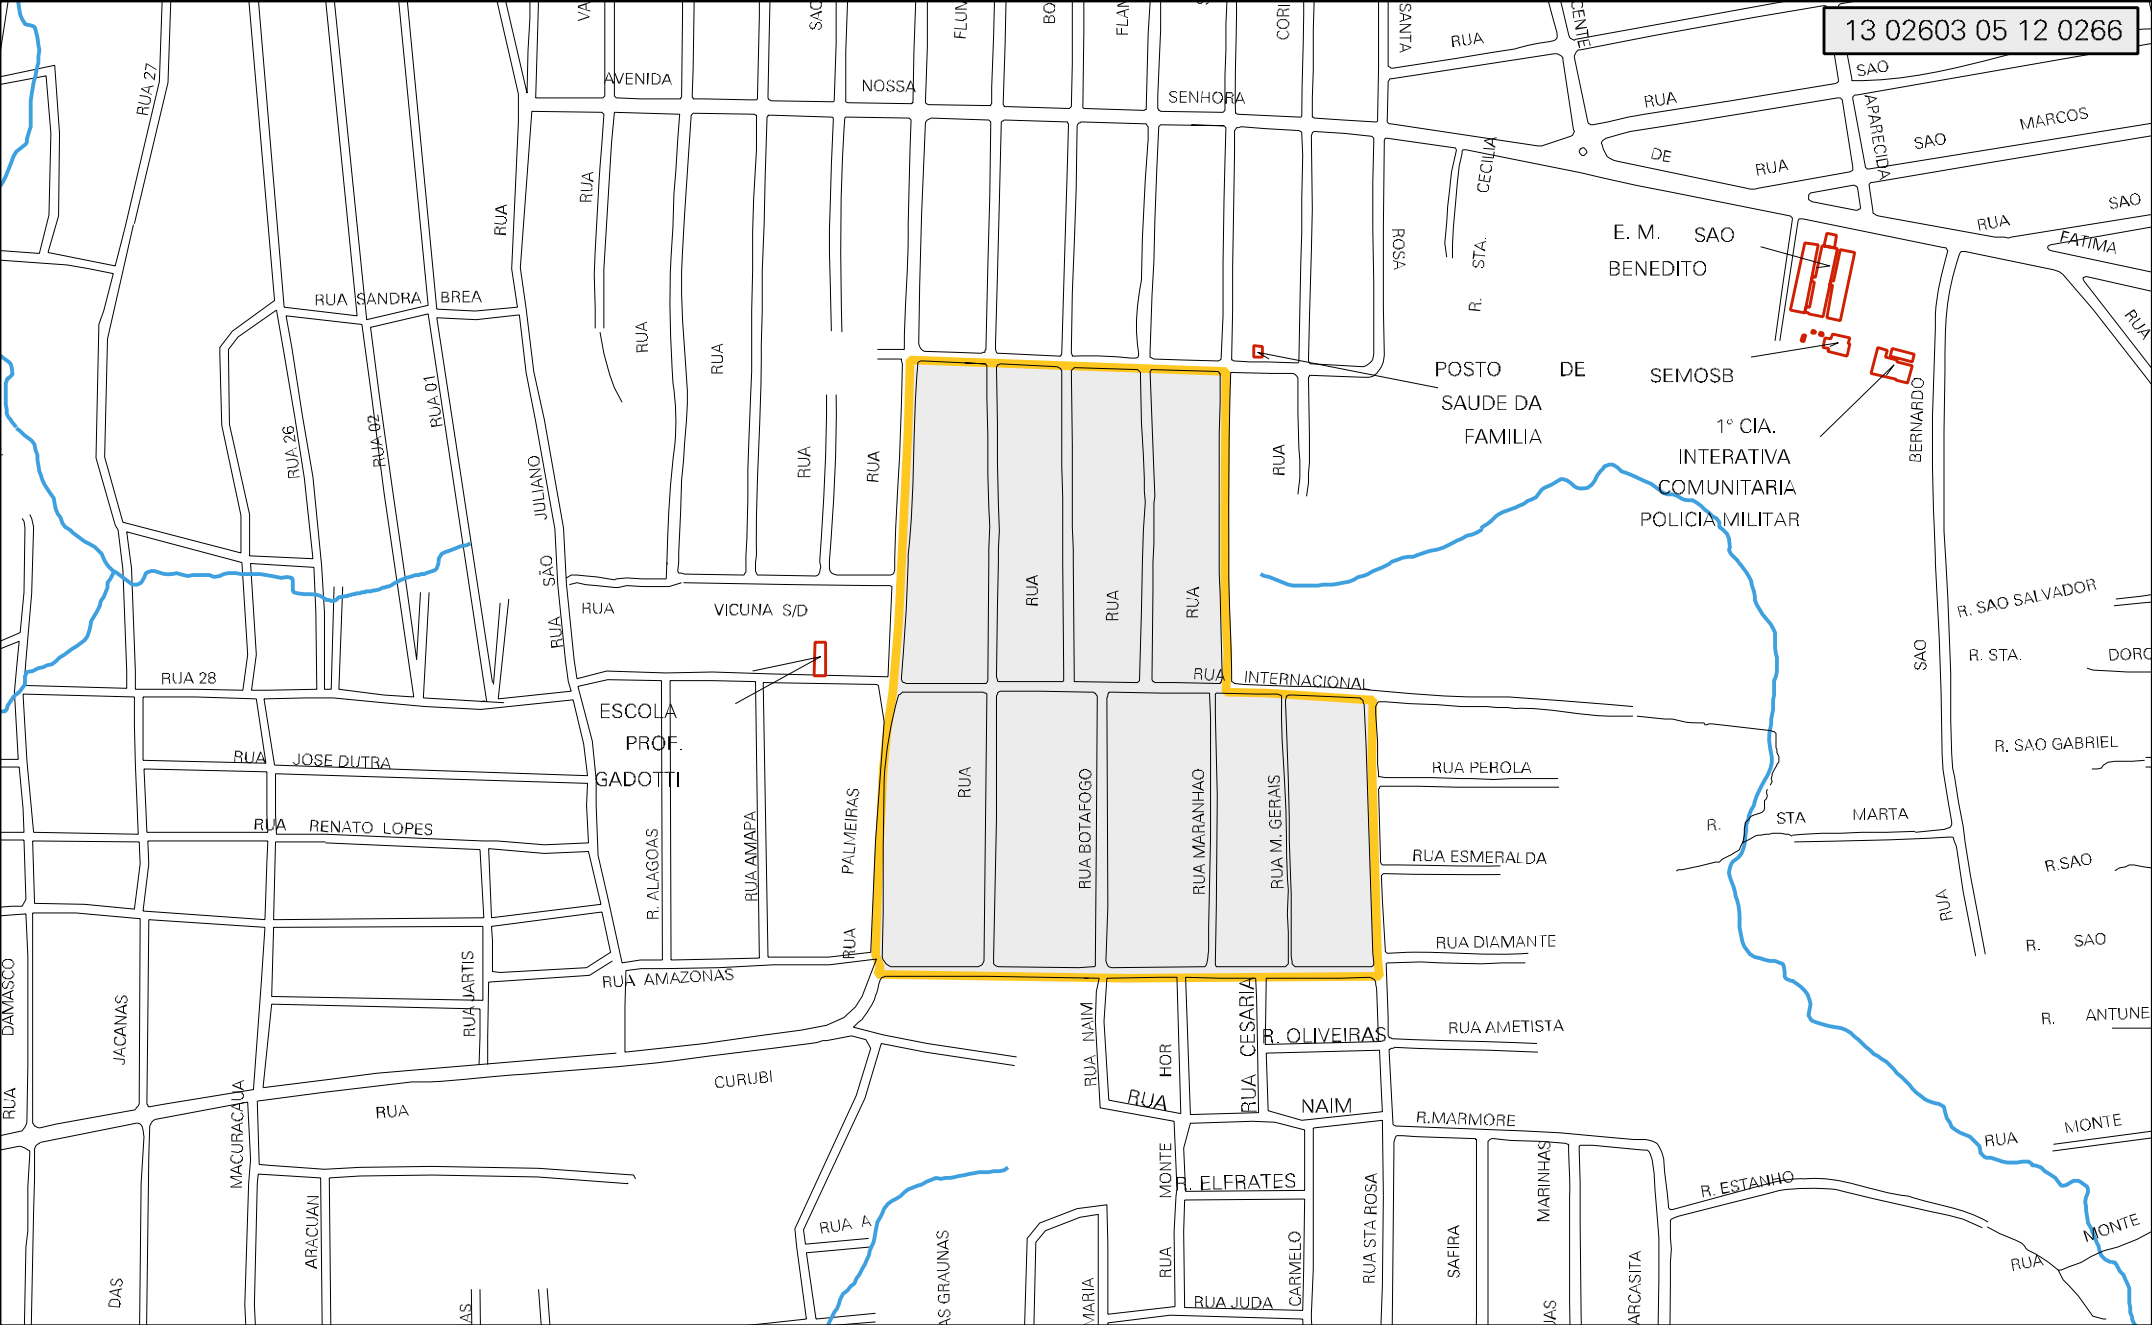 13 02603 05 12 0266
SANTA
RUA
SAO
AVENIDA
NOSSA
SENHORA
RUA
RUA 27
MARCOS
SAO
APARECIDA
DE
RUA
CECILIA
STA.
R.
RUA
RUA
SAO
RUA
FATIMA
RUA
E. M. SAO
BENEDITO
ROSA
RUA SANDRA BREA
RUA
RUA
POSTO DE
SAUDE DA
FAMILIA
SEMOSB
1° CIA.
INTERATIVA
COMUNITARIA
POLICIA MILITAR
BERNARDO
SAO
RUA
RUA 26
RUA 02
RUA 01
JULIANO
SÃO
RUA
RUA
RUA
RUA
RUA
RUA
RUA
RUA VICUNA S/D
R. SAO SALVADOR
R. STA.
RUA 28
RUA INTERNACIONAL
ESCOLA
PROF.
GADOTTI
RUA JOSE DUTRA
R. SAO GABRIEL
RUA PEROLA
RUA
RUA BOTAFOGO
RUA MARANHAO
RUA M. GERAIS
RUA RENATO LOPES
R. STA MARTA
R. ALAGOAS
RUA AMAPA
PALMEIRAS
RUA
RUA ESMERALDA
R.SAO
RUA DIAMANTE
R. SAO
RUA AMAZONAS
DAMASCO
RUA
JACANAS
RUA JARTIS
RUA NAIM
HOR
RUA CESARIA
R. OLIVEIRAS
RUA AMETISTA
R.
CURUBI
RUA
RUA NAIM
R.MARMORE
MACURACAUA
MONTE
RUA
R. ELFRATES
RUA STA ROSA
MARINHAS
RUA MONTE
R. ESTANHO
RUA A
ARACUAN
CARMELO
SAFIRA
RUA MONTE
DAS
RUA JUDA